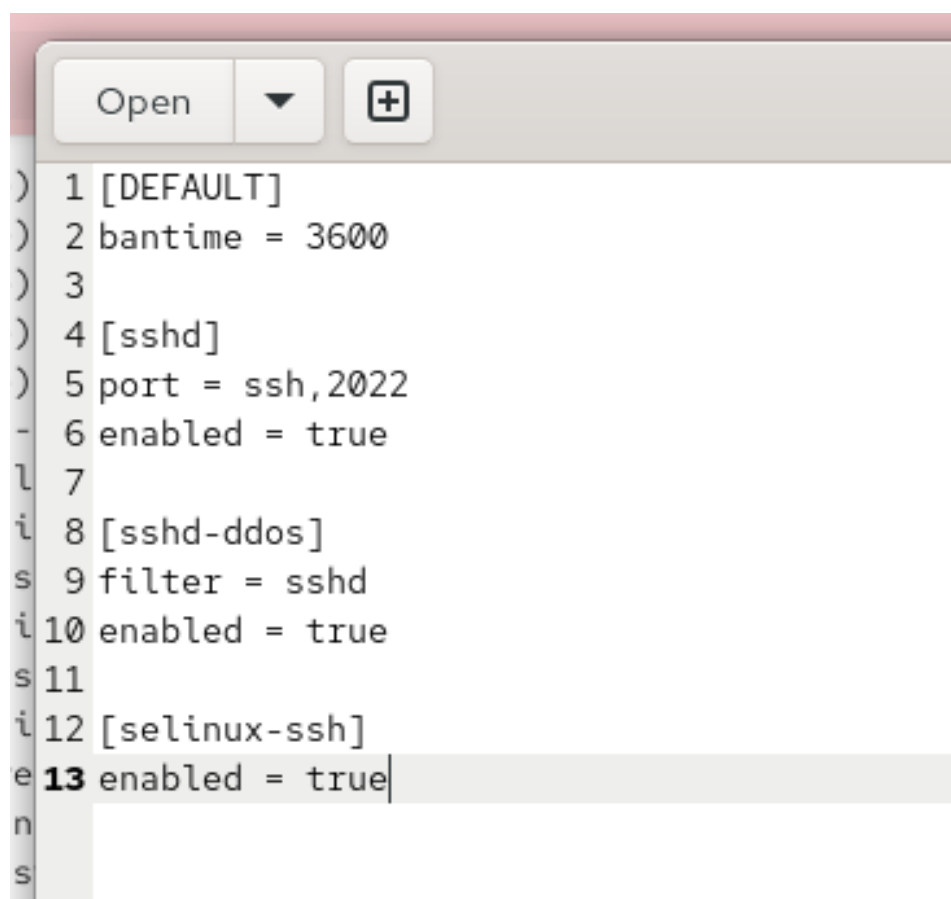 Open
1 [DEFAULT]
2 bantime = 3600
3
4 [sshd]
5 port = ssh,2022
6 enabled = true
7
8 [sshd-ddos]
9 filter = sshd
10 enabled = true
11
12 [selinux-ssh]
13 enabled = true